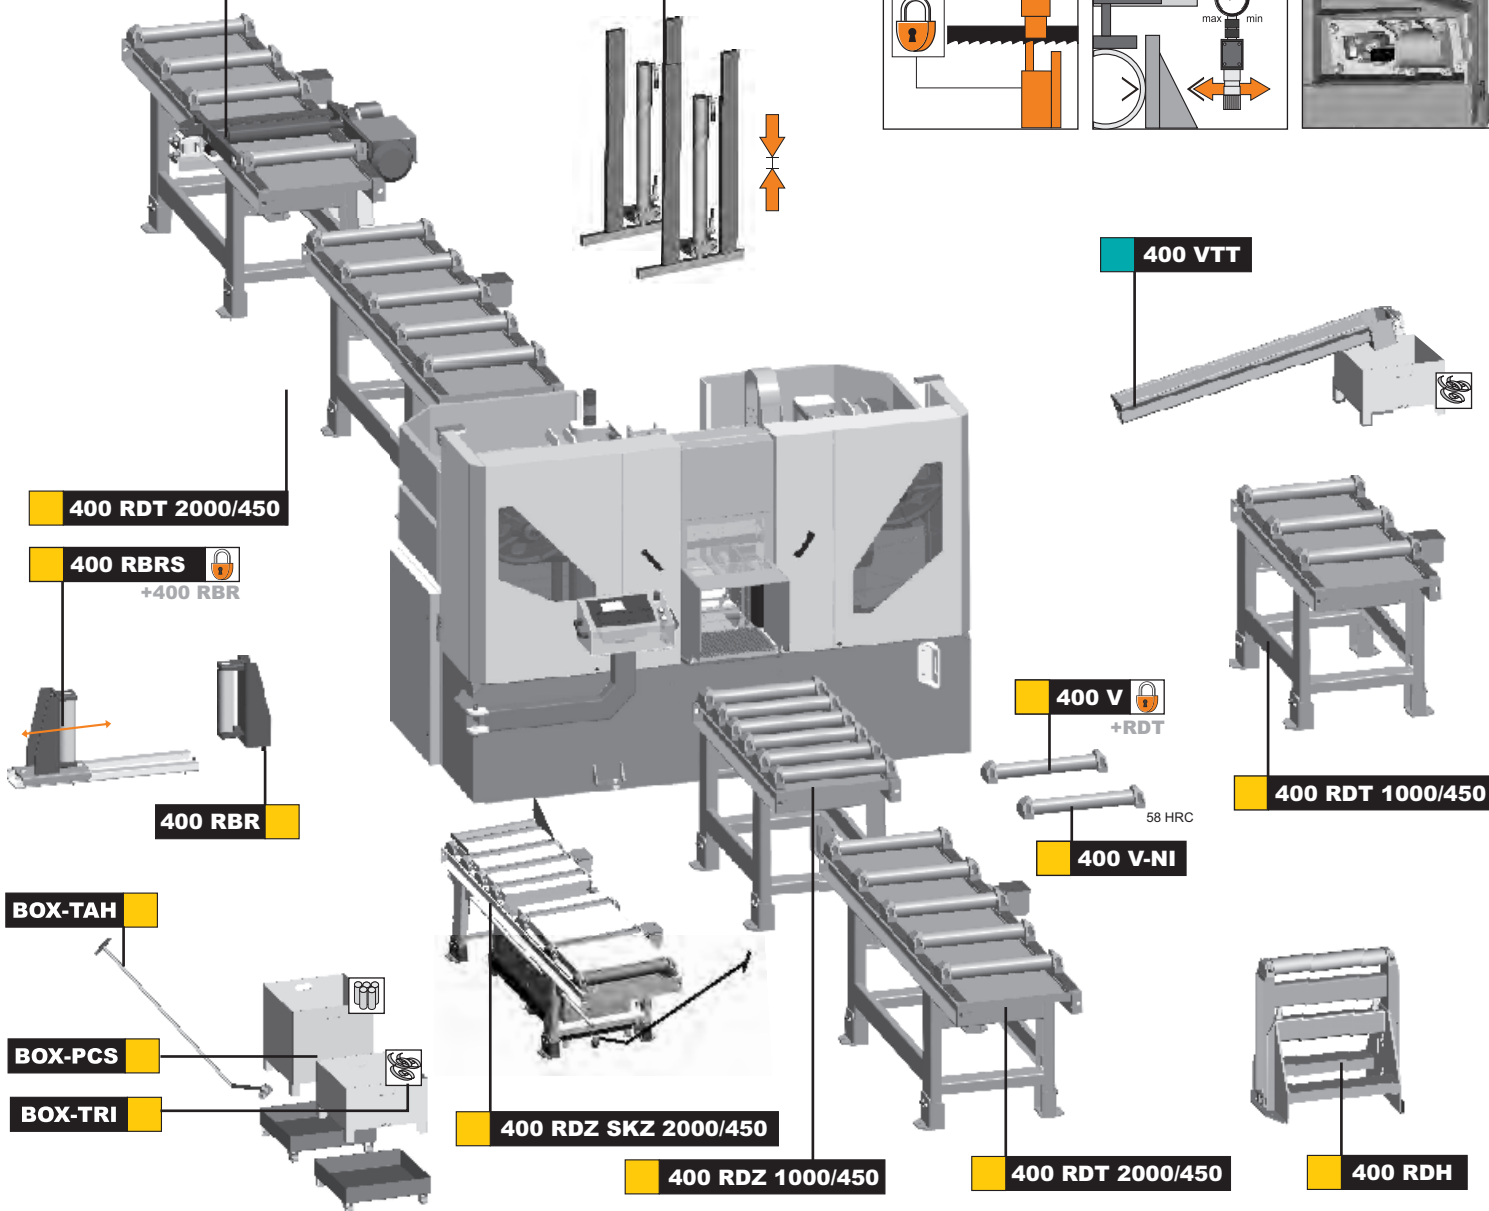 max min
400 VTT
400 RDT 2000/450
400 RBRS
+400 RBR
400 V
+RDT
400 RDT 1000/450
58 HRC
400 RBR
400 V-NI
BOX-TAH
BOX-PCS
BOX-TRI
400 RDZ SKZ 2000/450
400 RDZ 1000/450
400 RDT 2000/450
400 RDH